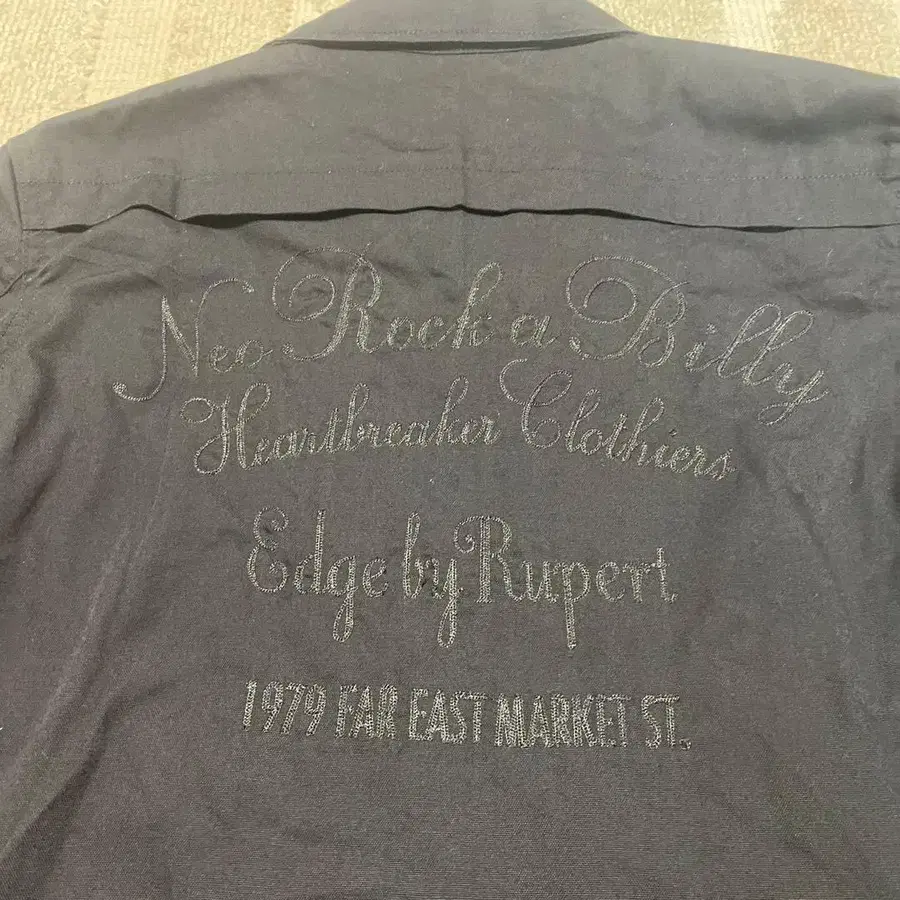 Neo Rock a Billy
Heartbreaker Clothiers
Edge by Rupert
1979 FAR EAST MARKET ST.